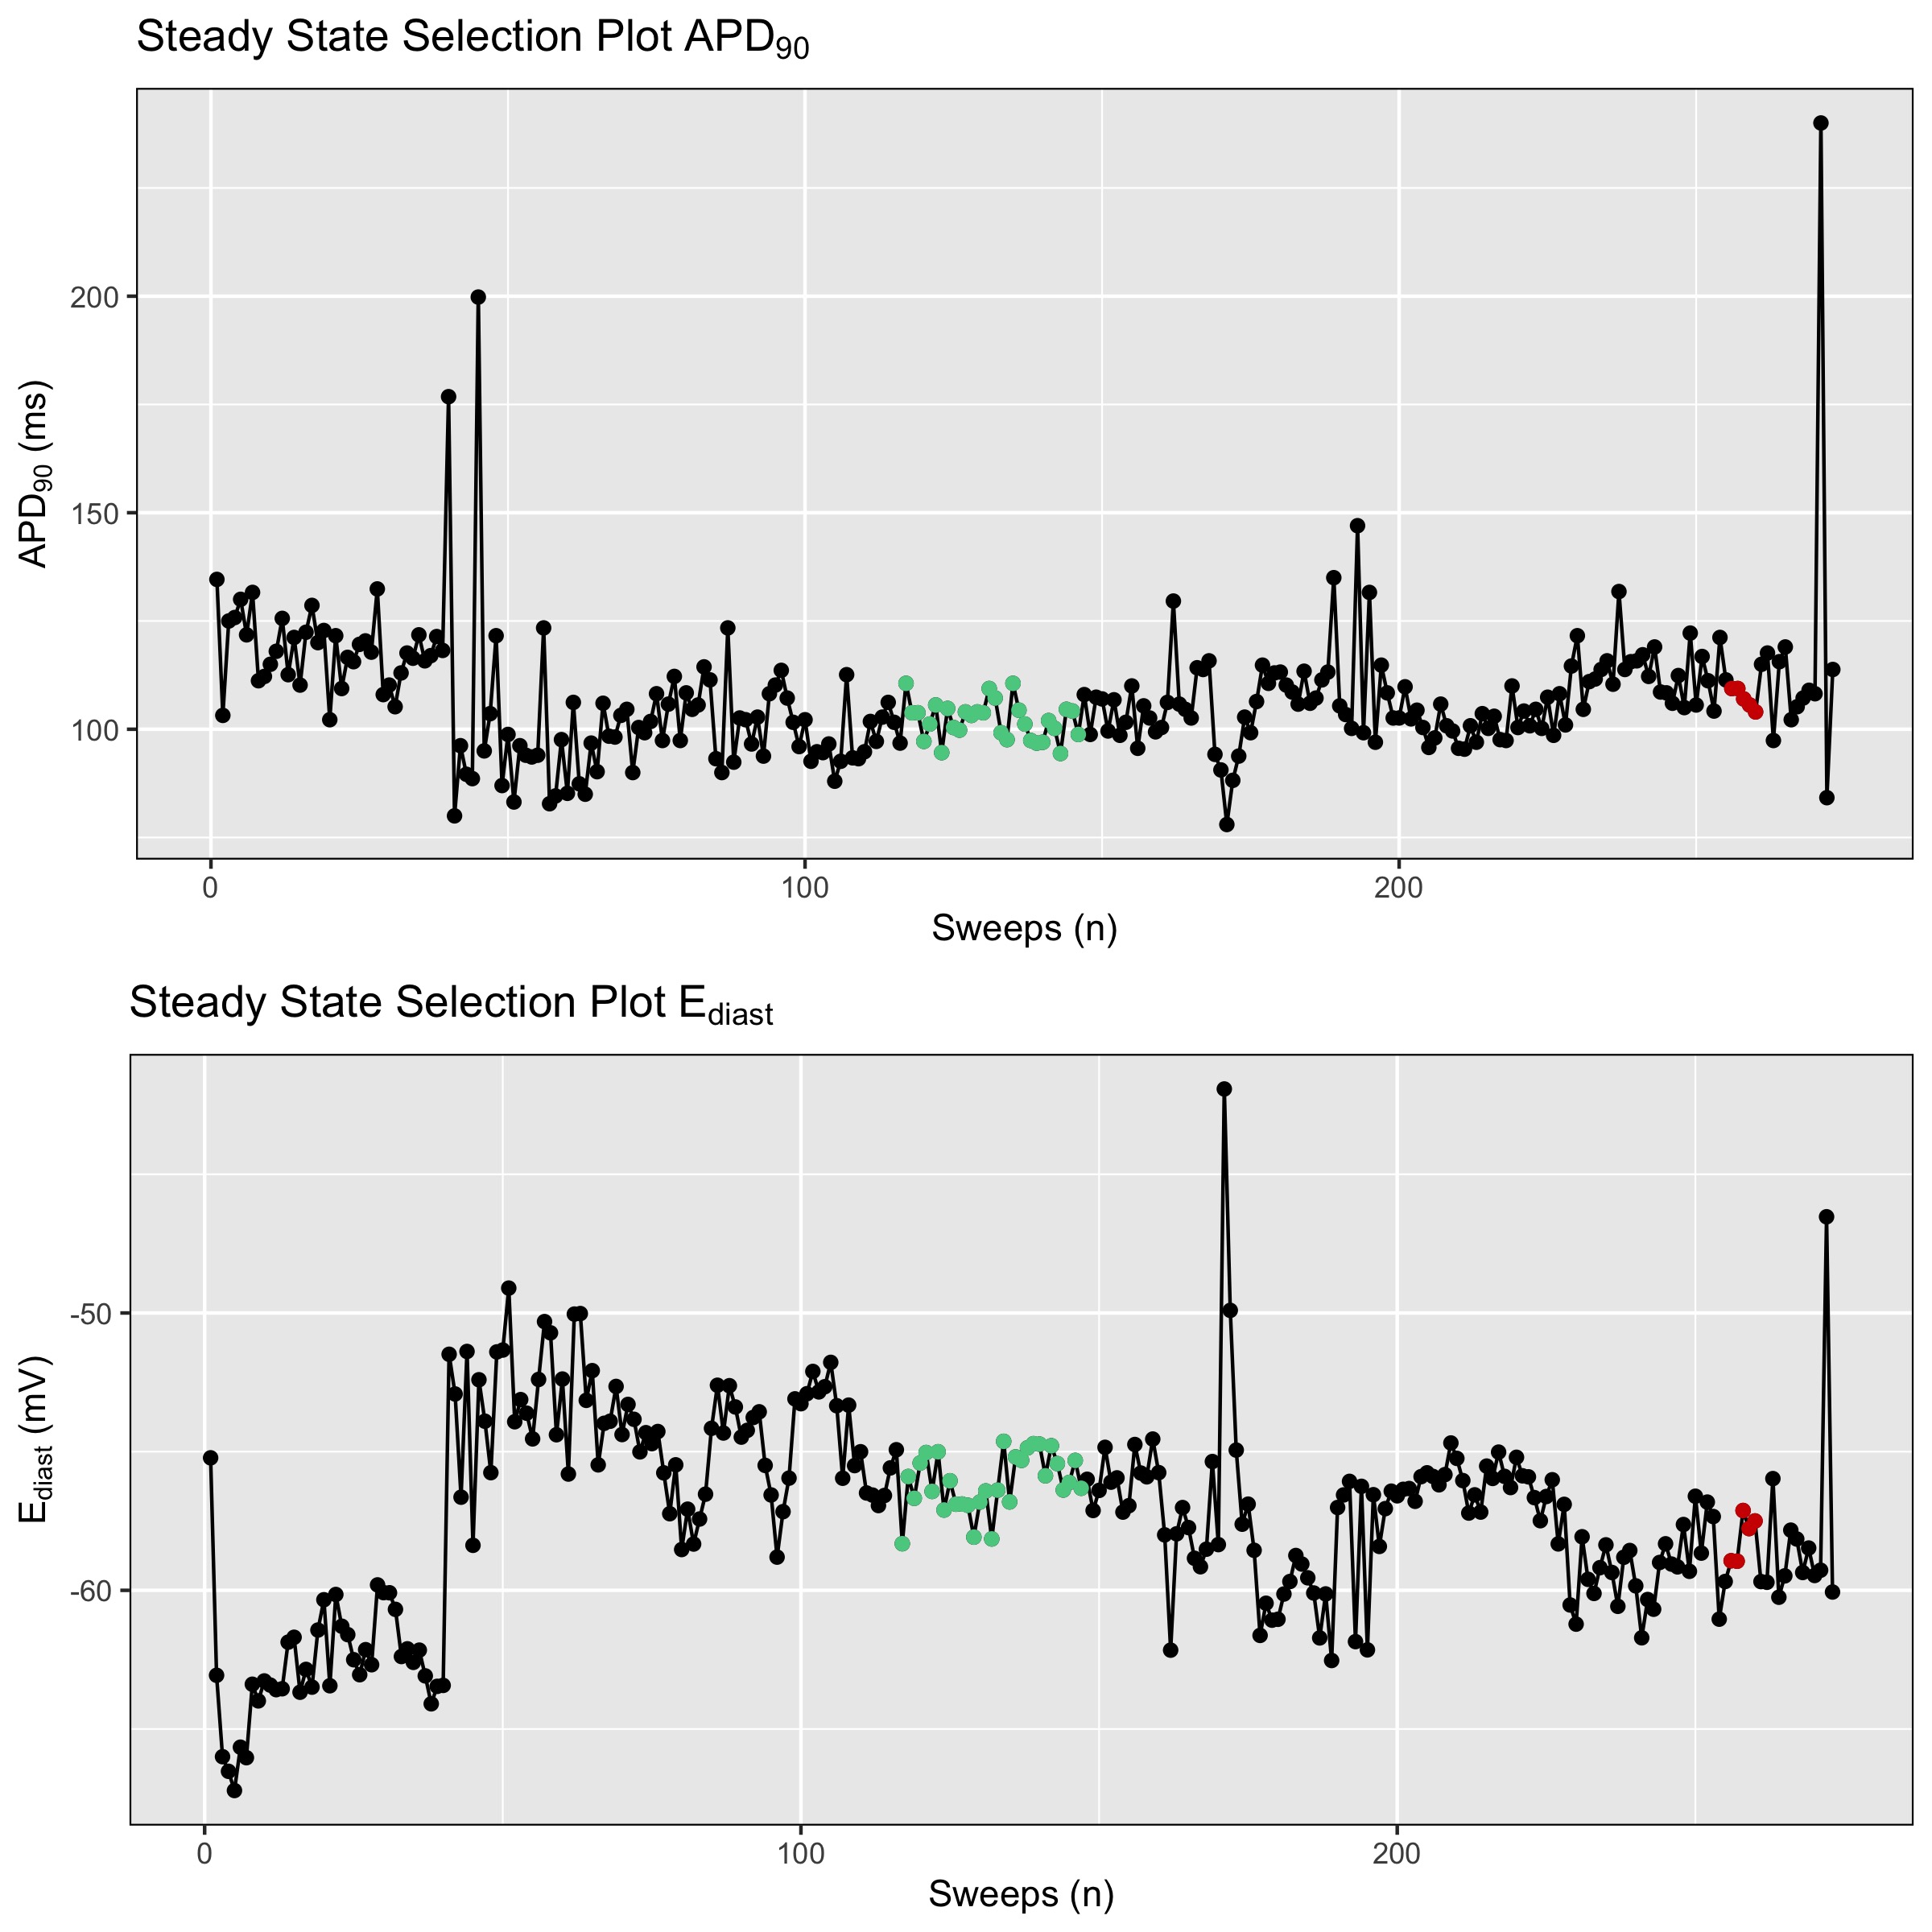 Steady State Selection Plot APD90
200
150
100
APD90 (ms)
0 100 200
Sweeps (n)
Steady State Selection Plot Ediast
-50
-60
Ediast (mV)
0 100 200
Sweeps (n)